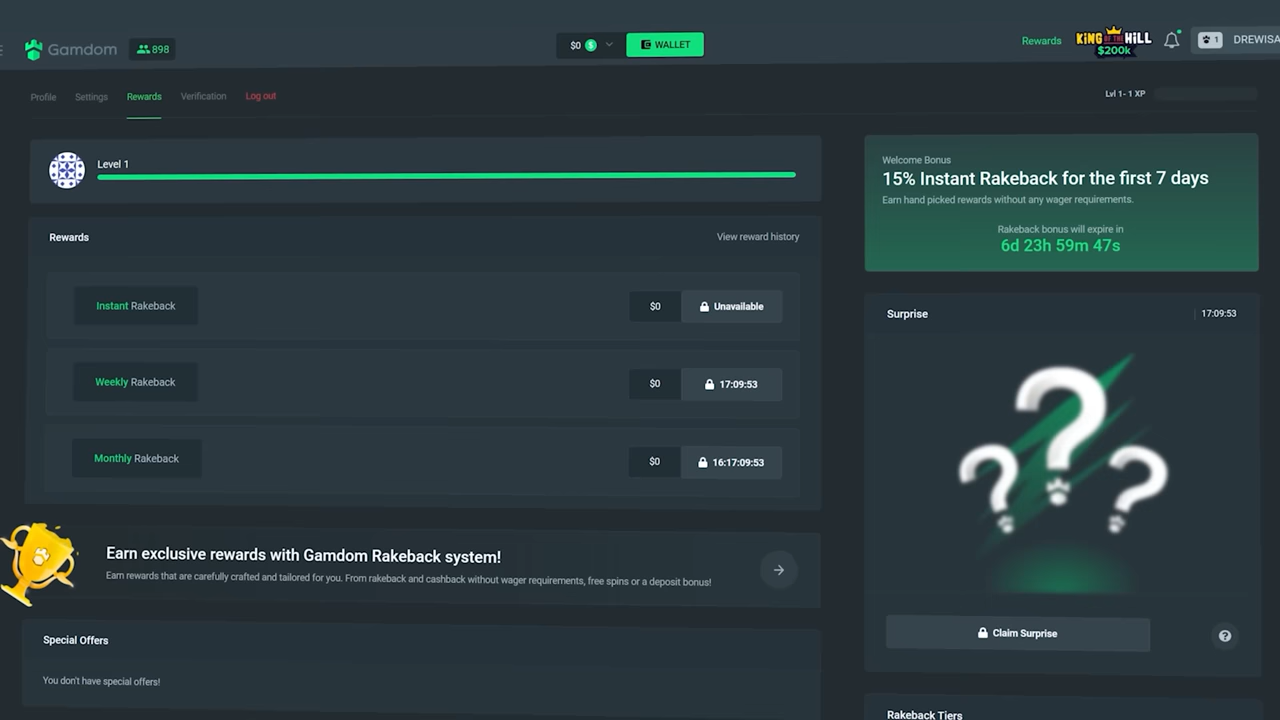 Gamdom
898
$0
WALLET
Rewards
KING OF THE HILL
$200k
1
DREWISA
Profile
Settings
Rewards
Verification
Log out
Lvl 1- 1 XP
Level 1
Rewards
View reward history
Instant Rakeback
$0
Unavailable
Weekly Rakeback
$0
17:09:53
Monthly Rakeback
$0
16:17:09:53
Earn exclusive rewards with Gamdom Rakeback system!
Earn rewards that are carefully crafted and tailored for you. From rakeback and cashback without wager requirements, free spins or a deposit bonus!
Special Offers
You don't have special offers!
Welcome Bonus
15% Instant Rakeback for the first 7 days
Earn hand picked rewards without any wager requirements.
Rakeback bonus will expire in
6d 23h 59m 47s
Surprise
17:09:53
Claim Surprise
Rakeback Tiers